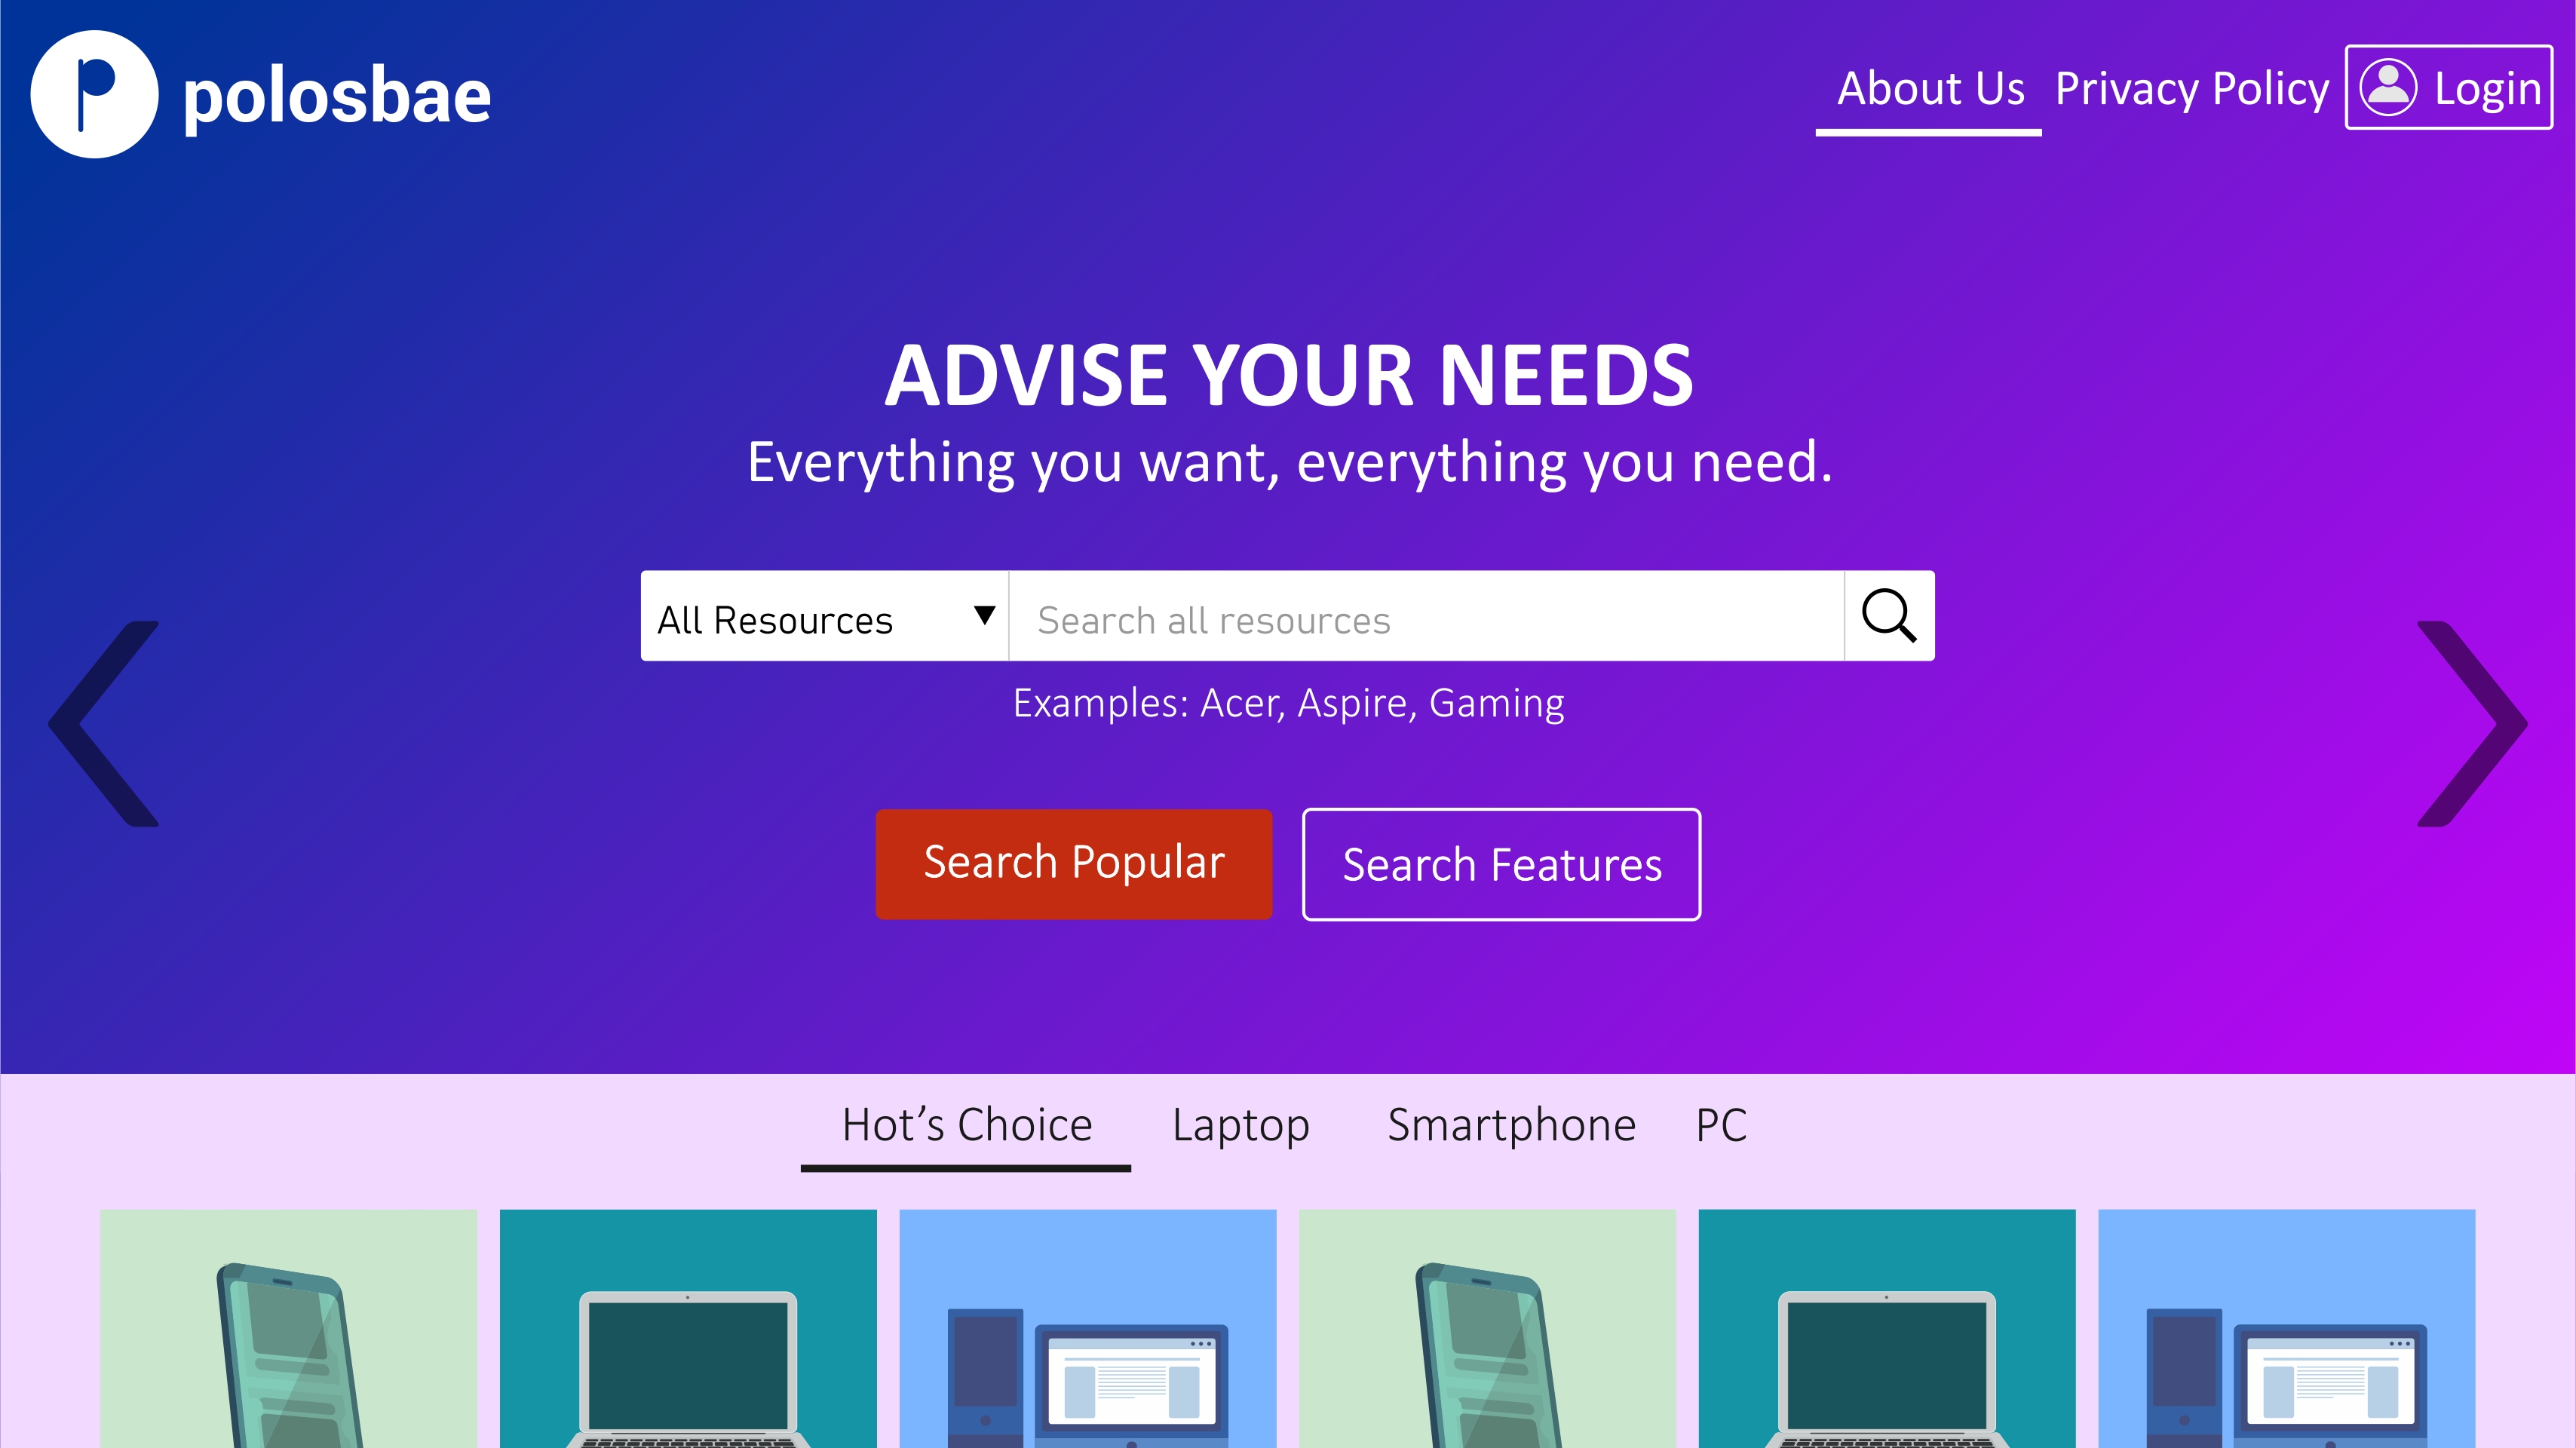 polosbae
About Us Privacy Policy Login
ADVISE YOUR NEEDS
Everything you want, everything you need.
All Resources Search all resources
Examples: Acer, Aspire, Gaming
Search Popular Search Features
Hot’s Choice Laptop Smartphone PC